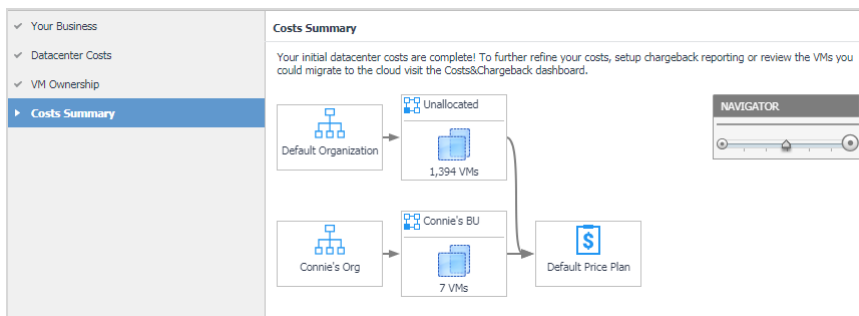 Your Business
Datacenter Costs
VM Ownership
Costs Summary
Costs Summary
Your initial datacenter costs are complete! To further refine your costs, setup chargeback reporting or review the VMs you
could migrate to the cloud visit the Costs&Chargeback dashboard.
Default Organization
Unallocated
1,394 VMs
NAVIGATOR
Connie's Org
Connie's BU
7 VMs
$
Default Price Plan